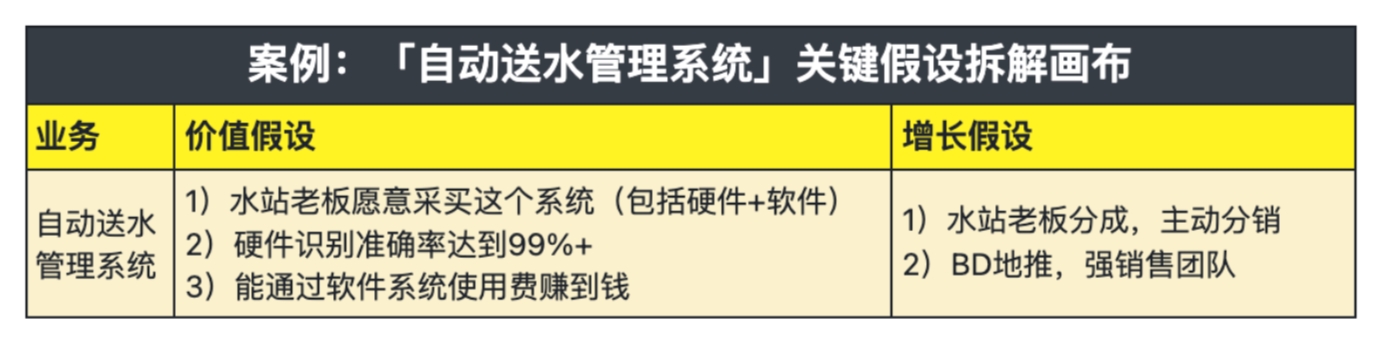 案例：「自动送水管理系统」关键假设拆解画布
业务
价值假设
增长假设
自动送水
管理系统
1）水站老板愿意采买这个系统（包括硬件+软件）
2）硬件识别准确率达到99%+
3）能通过软件系统使用费赚到钱
1）水站老板分成，主动分销
2）BD地推，强销售团队